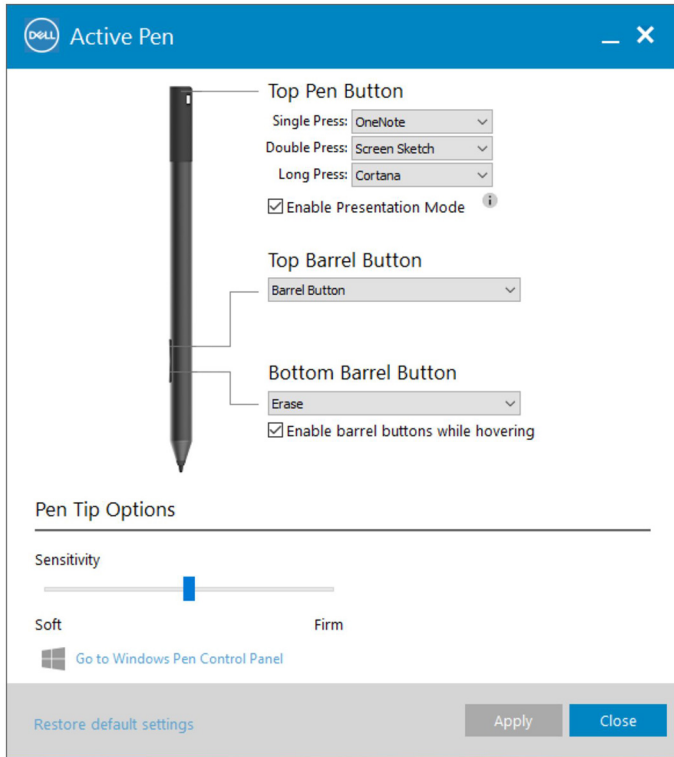 DELL Active Pen
Top Pen Button
Single Press: OneNote
Double Press: Screen Sketch
Long Press: Cortana
Enable Presentation Mode i
Top Barrel Button
Barrel Button
Bottom Barrel Button
Erase
Enable barrel buttons while hovering
Pen Tip Options
Sensitivity
Soft Firm
Go to Windows Pen Control Panel
Restore default settings Apply Close